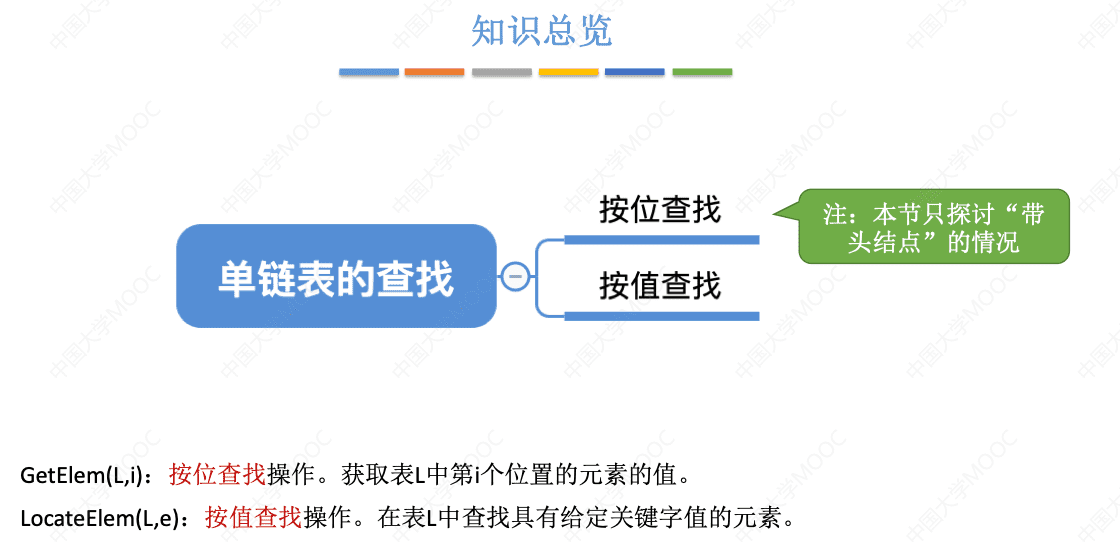 知识总览
按位查找
注：本节只探讨“带
头结点”的情况
单链表的查找
按值查找
GetElem(L,i)：按位查找操作。获取表L中第i个位置的元素的值。
LocateElem(L,e)：按值查找操作。在表L中查找具有给定关键字值的元素。
中国大学MOOC